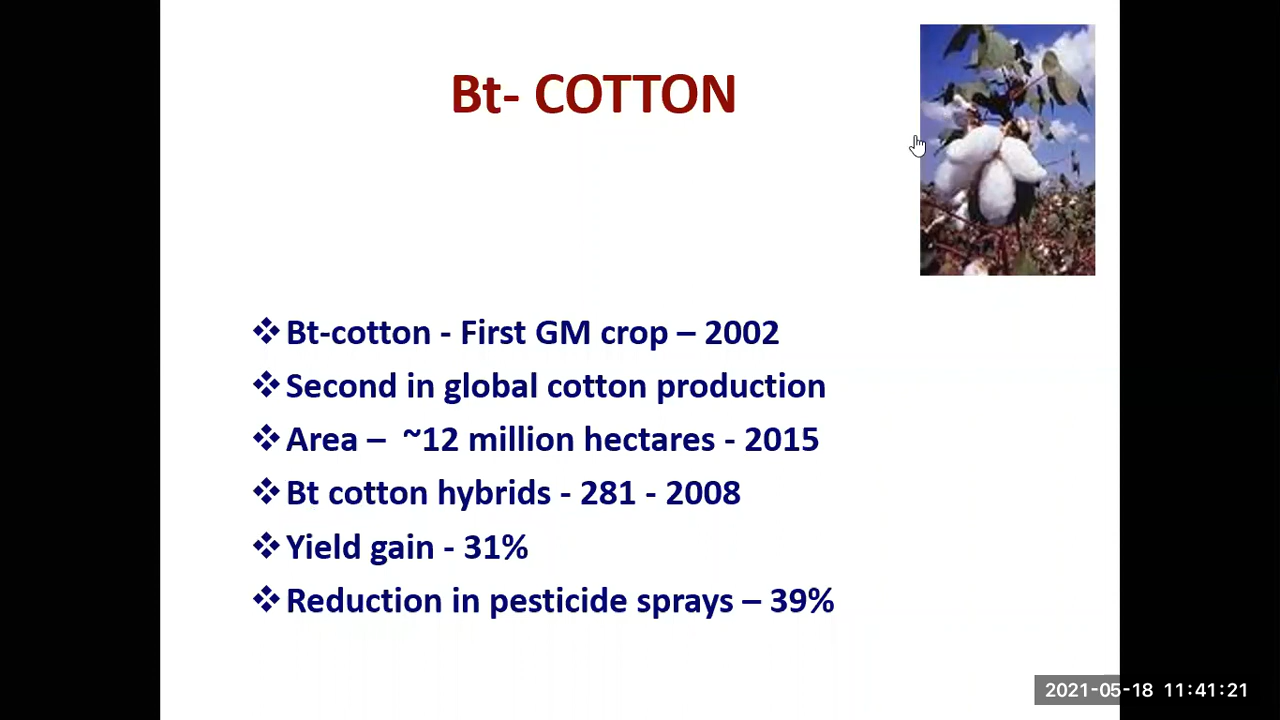 Bt- COTTON
❖ Bt-cotton - First GM crop – 2002
❖ Second in global cotton production
❖ Area – ~12 million hectares - 2015
❖ Bt cotton hybrids - 281 - 2008
❖ Yield gain - 31%
❖ Reduction in pesticide sprays – 39%
2021-05-18 11:41:21